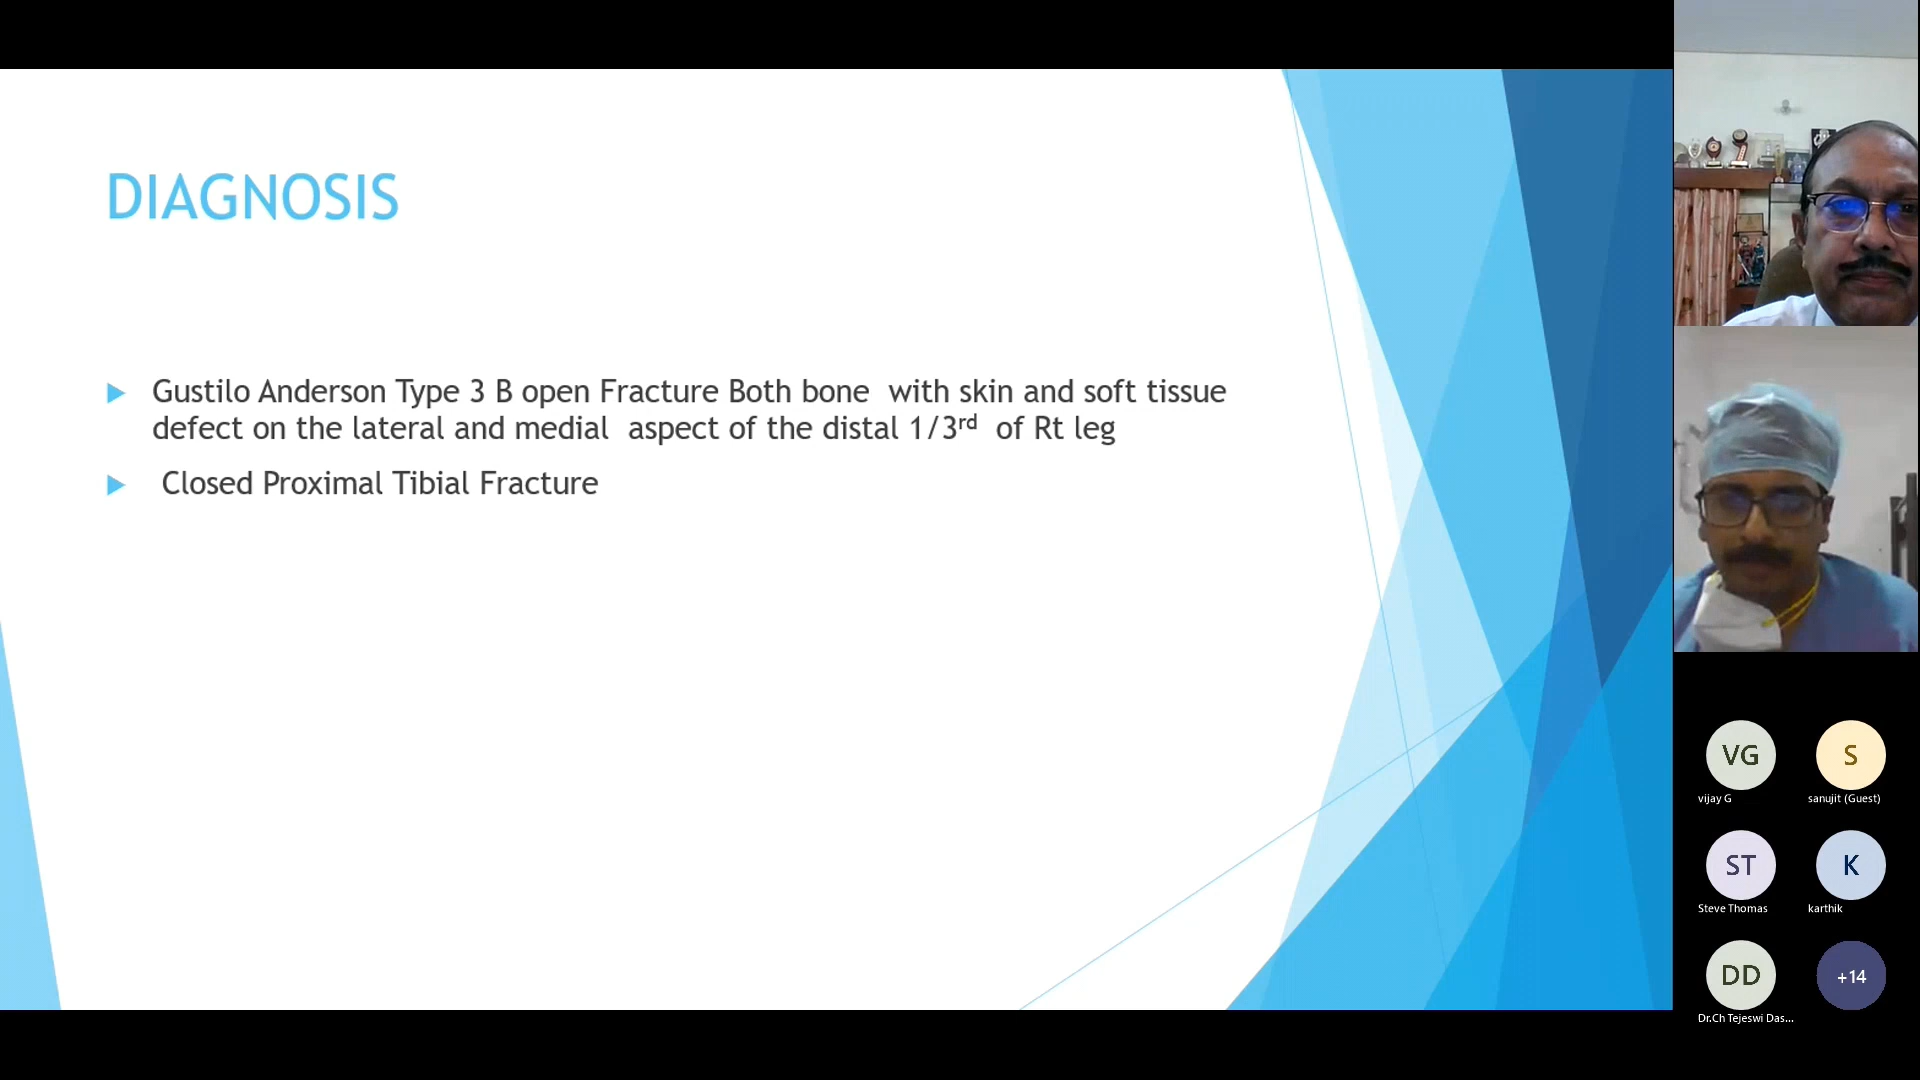 DIAGNOSIS
Gustilo Anderson Type 3 B open Fracture Both bone with skin and soft tissue
defect on the lateral and medial aspect of the distal 1/3rd of Rt leg
Closed Proximal Tibial Fracture
VG
S
vijay G
sanujit (Guest)
ST
K
Steve Thomas
karthik
DD
+14
Dr.Ch Tejeswi Das...